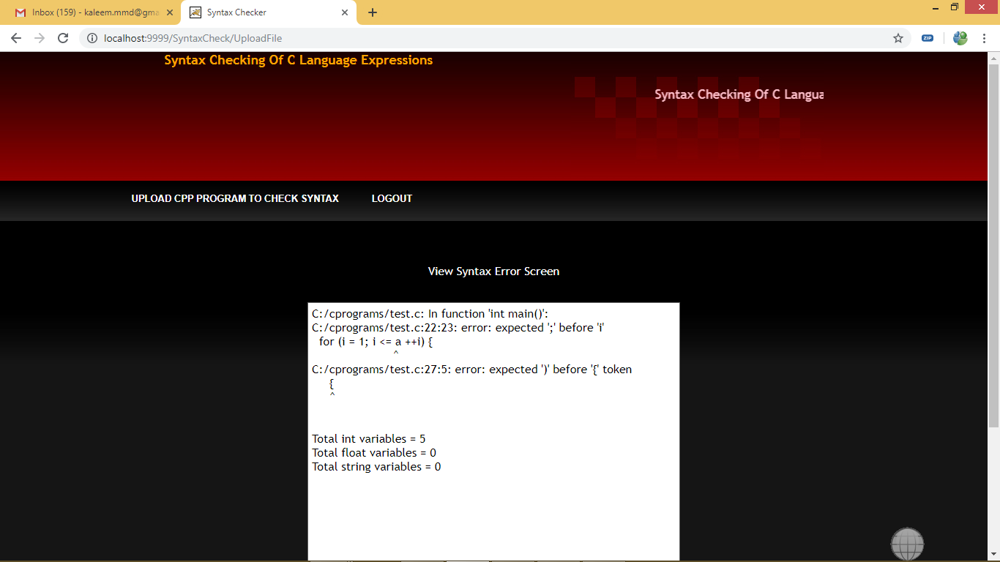 Inbox (159) - kaleem.mmd@gma
Syntax Checker
localhost:9999/SyntaxCheck/UploadFile
ZIP
Syntax Checking Of C Language Expressions
Syntax Checking Of C Langua
UPLOAD CPP PROGRAM TO CHECK SYNTAX LOGOUT
View Syntax Error Screen
C:/cprograms/test.c: In function 'int main()':
C:/cprograms/test.c:22:23: error: expected ';' before 'i'
for (i = 1; i <= a ++i) {
^
C:/cprograms/test.c:27:5: error: expected ')' before '{' token
{
^
Total int variables = 5
Total float variables = 0
Total string variables = 0